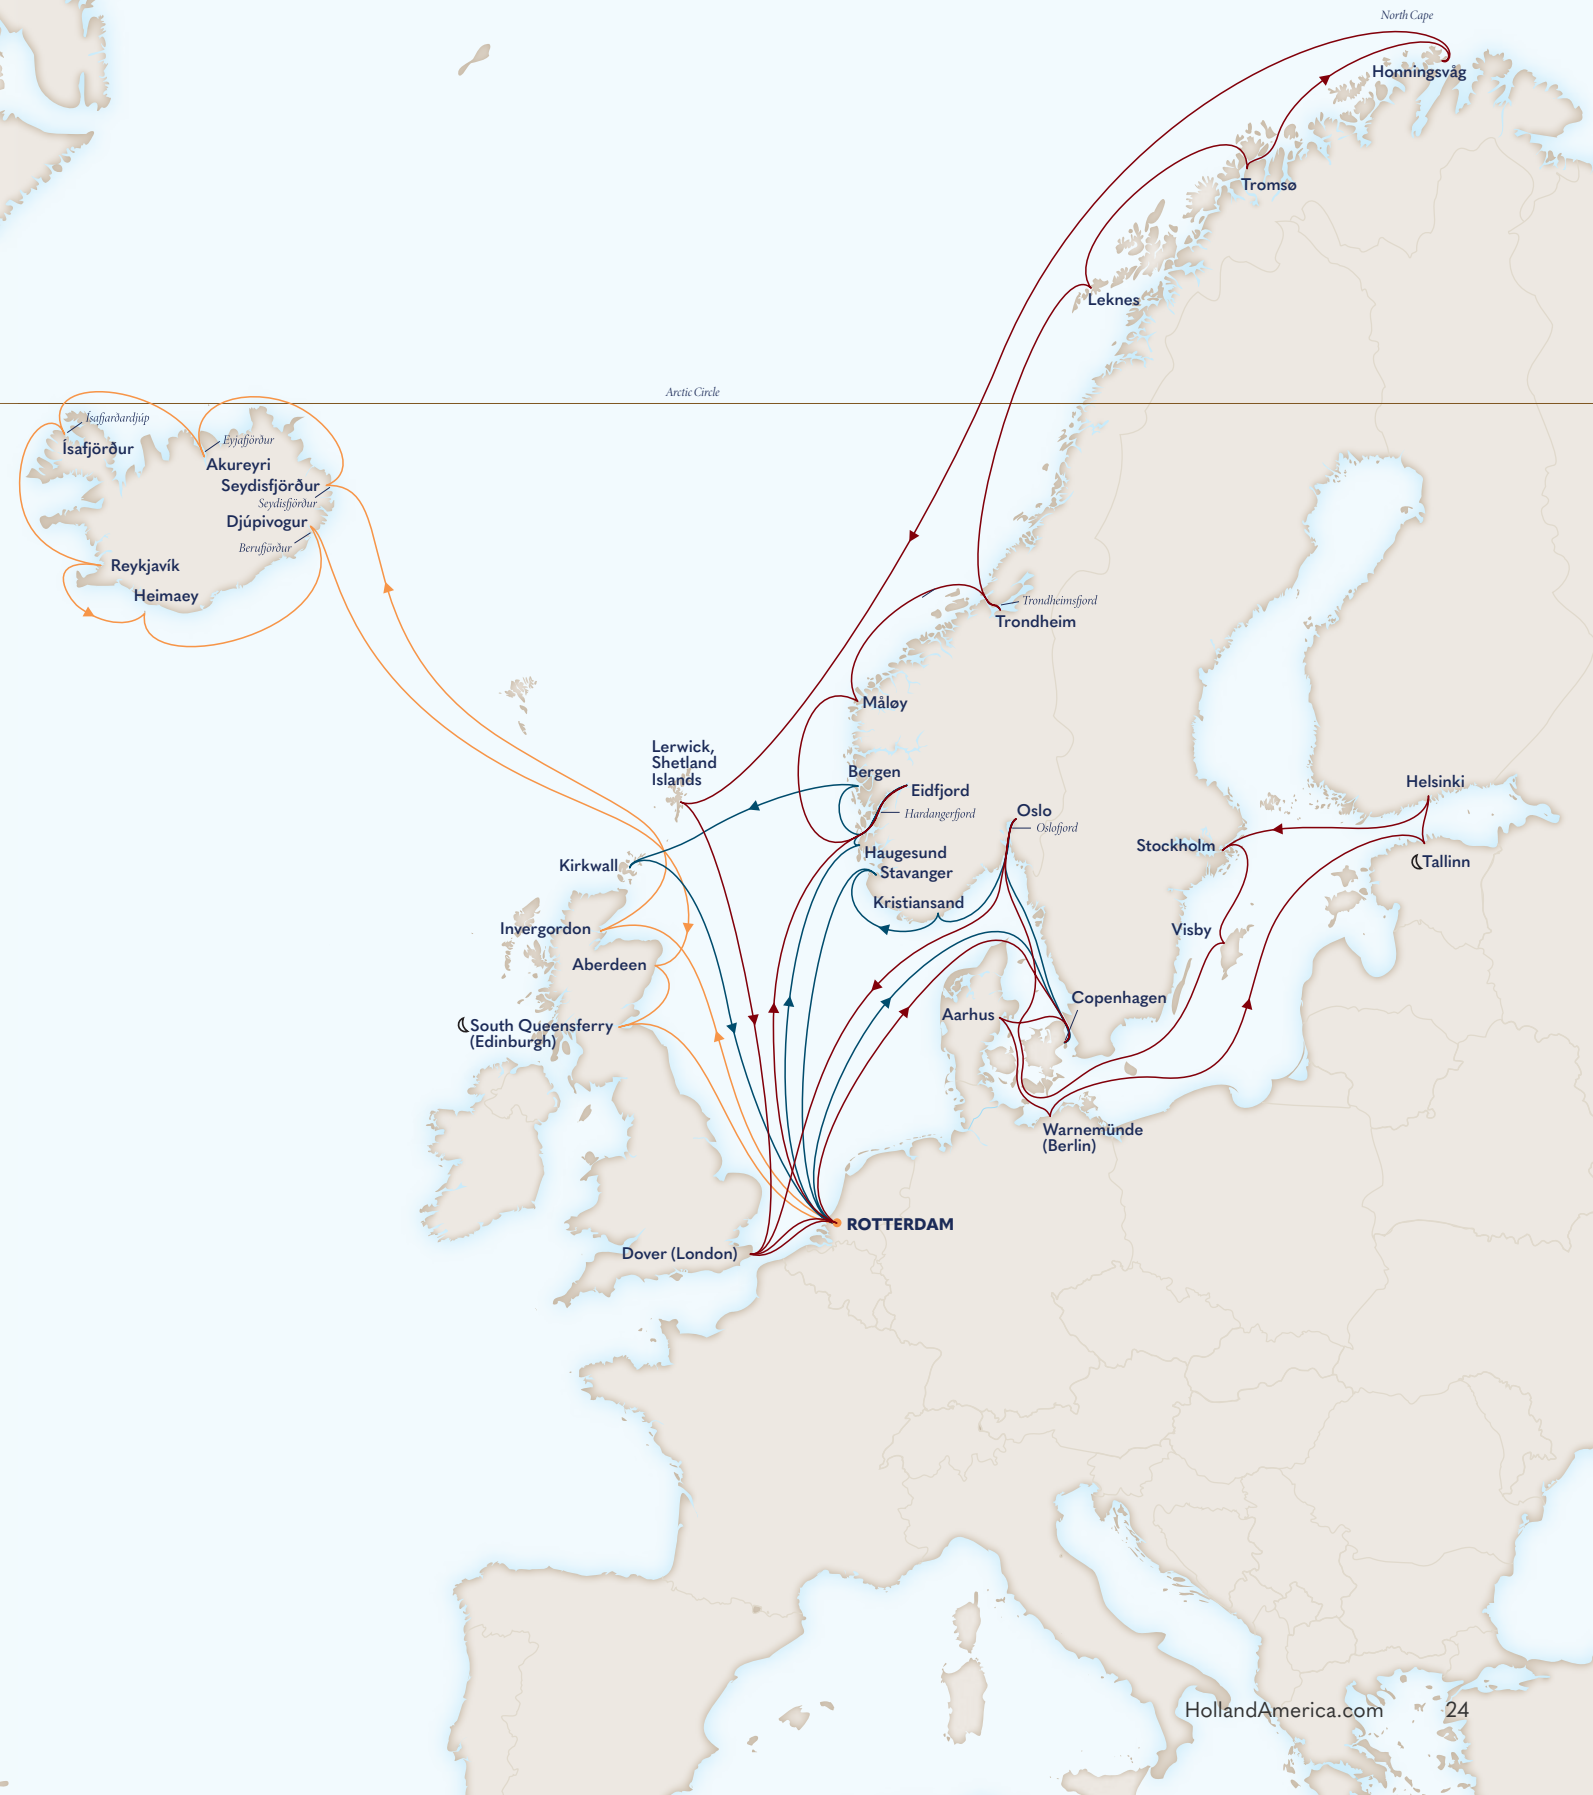 North Cape
Honningsvåg
Tromsø
Leknes
Arctic Circle
Ísafjarðardjúp
Ísafjörður
Eyjafjörður
Akureyri
Seydisfjörður
Seydisfjörður
Djúpivogur
Berufjörður
Reykjavík
Heimaey
Trondheimsfjord
Trondheim
Måløy
Lerwick,
Shetland
Islands
Bergen
Eidfjord
Hardangerfjord
Oslo
Oslofjord
Helsinki
Stockholm
Tallinn
Haugesund
Kirkwall
Stavanger
Kristiansand
Invergordon
Visby
Aberdeen
Copenhagen
Aarhus
South Queensferry
(Edinburgh)
Warnemünde
(Berlin)
ROTTERDAM
Dover (London)
HollandAmerica.com 24